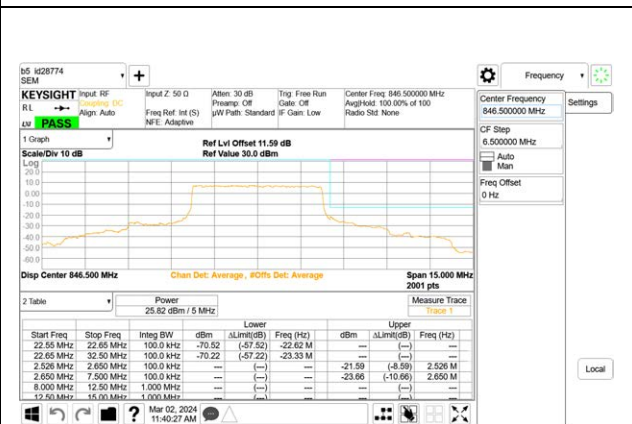 b5 Id28774
SEM
Frequency
KEYSIGHT
RL
LXI
PASS
Input: RF
Coupling: DC
Align: Auto
Input Z: 50 Ω
Freq Ref: Int (S)
NFE: Adaptive
Atten: 30 dB
Preamp: Off
µW Path: Standard
Trig: Free Run
Gate: Off
IF Gain: Low
Center Freq: 846.500000 MHz
Avg|Hold: 100.00% of 100
Radio Std: None
Center Frequency
846.500000 MHz
Settings
CF Step
6.500000 MHz
Auto
Man
Freq Offset
0 Hz
Local
1 Graph
Scale/Div 10 dB
Ref Lvl Offset 11.59 dB
Ref Value 30.0 dBm
Log
20.0
10.0
0.00
-10.0
-20.0
-30.0
-40.0
-50.0
-60.0
Disp Center 846.500 MHz
Chan Det: Average, #Offs Det: Average
Span 15.000 MHz
2001 pts
2 Table
Power
25.82 dBm / 5 MHz
Measure Trace
Trace 1
Lower Upper
Start Freq Stop Freq Integ BW dBm ΔLimit(dB) Freq (Hz) dBm ΔLimit(dB) Freq (Hz)
22.55 MHz 22.65 MHz 100.0 kHz -70.52 (-57.52) -22.62 M --- (---) ---
22.65 MHz 32.50 MHz 100.0 kHz -70.22 (-57.22) -23.33 M --- (---) ---
2.526 MHz 2.650 MHz 100.0 kHz --- (---) --- -21.59 (-8.59) 2.526 M
2.650 MHz 7.500 MHz 100.0 kHz --- (---) --- -23.66 (-10.66) 2.650 M
8.000 MHz 12.50 MHz 1.000 MHz --- (---) --- --- (---) ---
12.50 MHz 15.00 MHz 1.000 MHz --- (---) --- --- (---) ---
Mar 02, 2024
11:40:27 AM